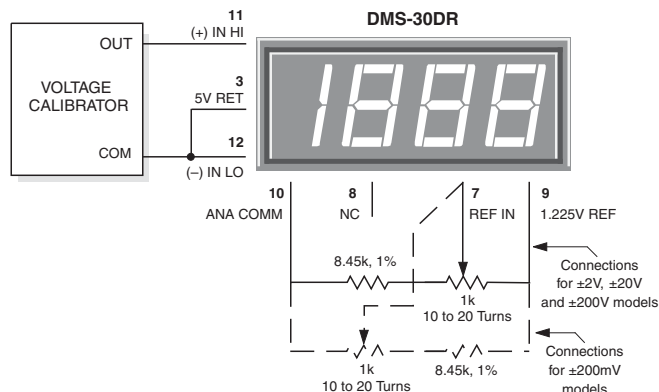 11
DMS-30DR
(+) IN HI
OUT
1888
3
5V RET
VOLTAGE
CALIBRATOR
12
COM
(–) IN LO
10
8
7
9
ANA COMM
NC
REF IN
1.225V REF
8.45k, 1%
1k
10 to 20 Turns
Connections
for ±2V, ±20V
and ±200V models
1k
10 to 20 Turns
8.45k, 1%
Connections
for ±200mV
models